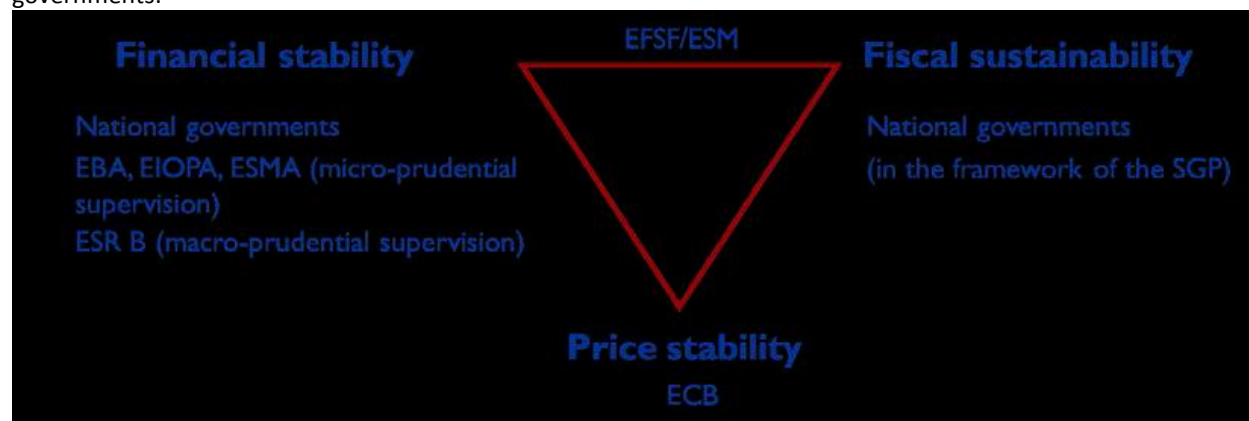 governments.
EFSF/ESM
Financial stability
Fiscal sustainability
National governments
EBA, EIOPA, ESMA (micro-prudential
supervision)
ESR B (macro-prudential supervision)
National governments
(in the framework of the SGP)
Price stability
ECB